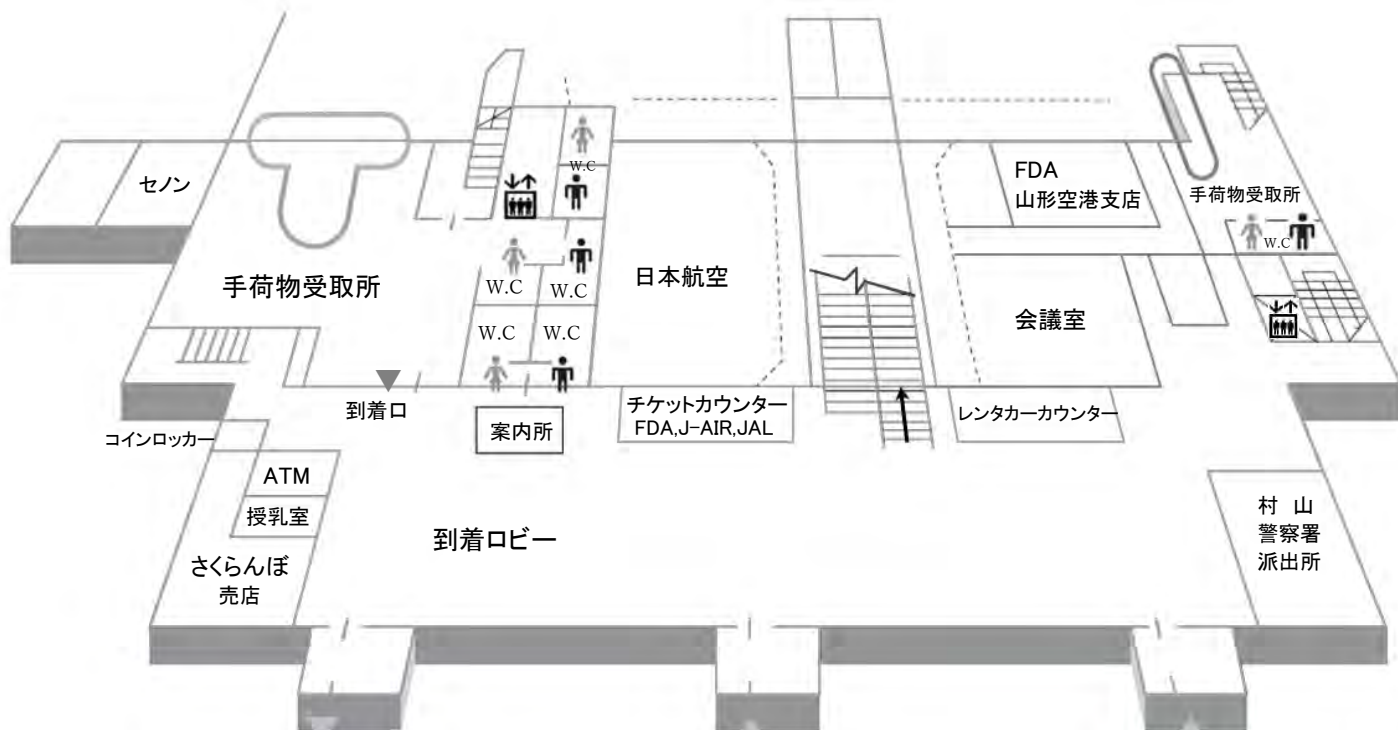 セノン
W.C
FDA
山形空港支店
手荷物受取所
W.C
日本航空
手荷物受取所
W.C
W.C
会議室
W.C
W.C
到着口
チケットカウンター
FDA,J-AIR,JAL
レンタカーカウンター
案内所
コインロッカー
ATM
授乳室
さくらんぼ
売店
到着ロビー
村 山
警察署
派出所